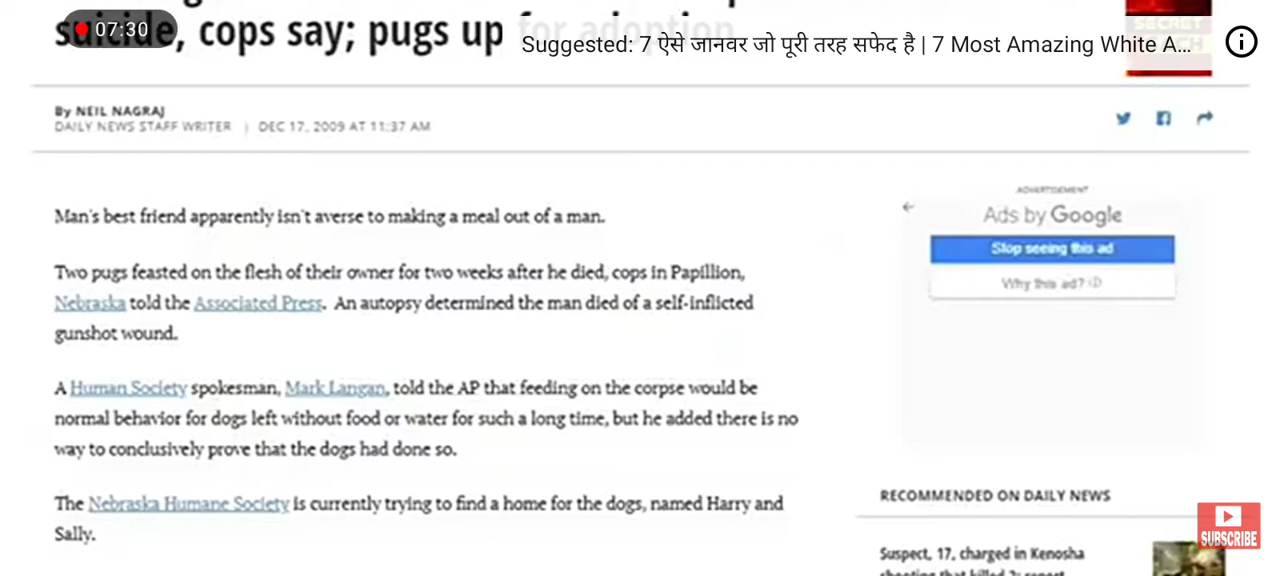 suicide, cops say; pugs up for adoption
07:30
Suggested: 7 ऐसे जानवर जो पूरी तरह सफेद है | 7 Most Amazing White A...
SECRET
By NEIL NAGRAJ
DAILY NEWS STAFF WRITER | DEC 17, 2009 AT 11:37 AM
Man's best friend apparently isn't averse to making a meal out of a man.
Two pugs feasted on the flesh of their owner for two weeks after he died, cops in Papillion,
Nebraska told the Associated Press. An autopsy determined the man died of a self-inflicted
gunshot wound.
A Human Society spokesman, Mark Langan, told the AP that feeding on the corpse would be
normal behavior for dogs left without food or water for such a long time, but he added there is no
way to conclusively prove that the dogs had done so.
The Nebraska Humane Society is currently trying to find a home for the dogs, named Harry and
Sally.
ADVERTISEMENT
Ads by Google
Stop seeing this ad
Why this ad?
RECOMMENDED ON DAILY NEWS
Suspect, 17, charged in Kenosha
SUBSCRIBE